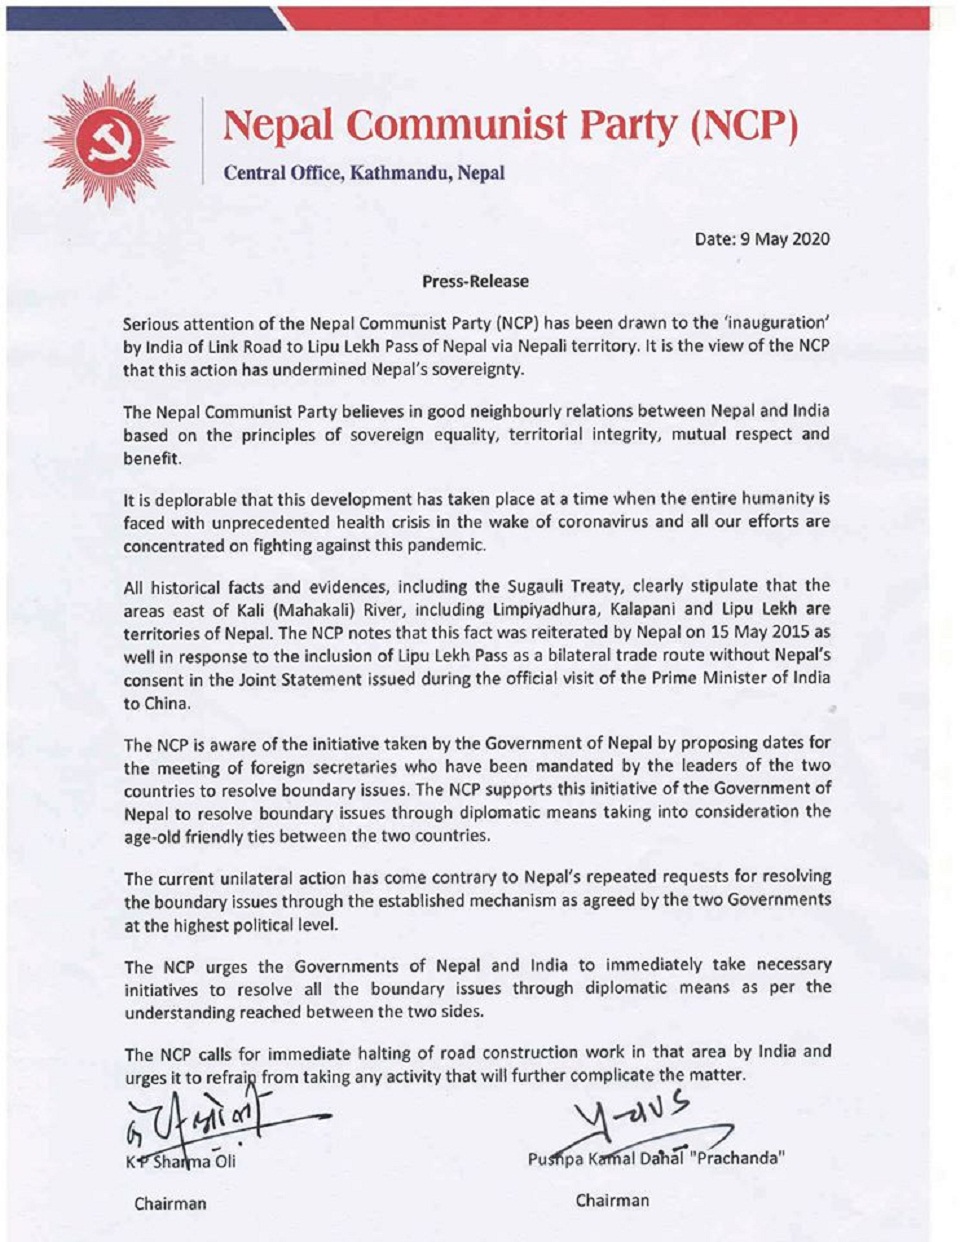 Nepal Communist Party (NCP)
Central Office, Kathmandu, Nepal
Date: 9 May 2020
Press-Release
Serious attention of the Nepal Communist Party (NCP) has been drawn to the 'inauguration'
by India of Link Road to Lipu Lekh Pass of Nepal via Nepali territory. It is the view of the NCP
that this action has undermined Nepal's sovereignty.
The Nepal Communist Party believes in good neighbourly relations between Nepal and India
based on the principles of sovereign equality, territorial integrity, mutual respect and
benefit.
It is deplorable that this development has taken place at a time when the entire humanity is
faced with unprecedented health crisis in the wake of coronavirus and all our efforts are
concentrated on fighting against this pandemic.
All historical facts and evidences, including the Sugauli Treaty, clearly stipulate that the
areas east of Kali (Mahakali) River, including Limpiyadhura, Kalapani and Lipu Lekh are
territories of Nepal. The NCP notes that this fact was reiterated by Nepal on 15 May 2015 as
well in response to the inclusion of Lipu Lekh Pass as a bilateral trade route without Nepal's
consent in the Joint Statement issued during the official visit of the Prime Minister of India
to China.
The NCP is aware of the initiative taken by the Government of Nepal by proposing dates for
the meeting of foreign secretaries who have been mandated by the leaders of the two
countries to resolve boundary issues. The NCP supports this initiative of the Government of
Nepal to resolve boundary issues through diplomatic means taking into consideration the
age-old friendly ties between the two countries.
The current unilateral action has come contrary to Nepal's repeated requests for resolving
the boundary issues through the established mechanism as agreed by the two Governments
at the highest political level.
The NCP urges the Governments of Nepal and India to immediately take necessary
initiatives to resolve all the boundary issues through diplomatic means as per the
understanding reached between the two sides.
The NCP calls for immediate halting of road construction work in that area by India and
urges it to refrain from taking any activity that will further complicate the matter.
KP Sharma Oli
Pushpa Kamal Dahal "Prachanda"
Chairman
Chairman